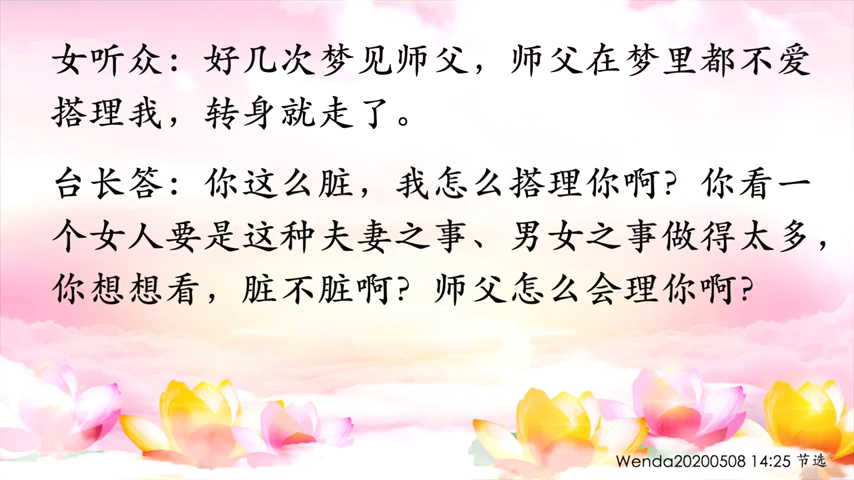 女听众：好几次梦见师父，师父在梦里都不爱
搭理我，转身就走了。
台长答：你这么脏，我怎么搭理你啊？你看一
个女人要是这种夫妻之事、男女之事做得太多，
你想想看，脏不脏啊？师父怎么会理你啊？
Wenda20200508 14:25 节选